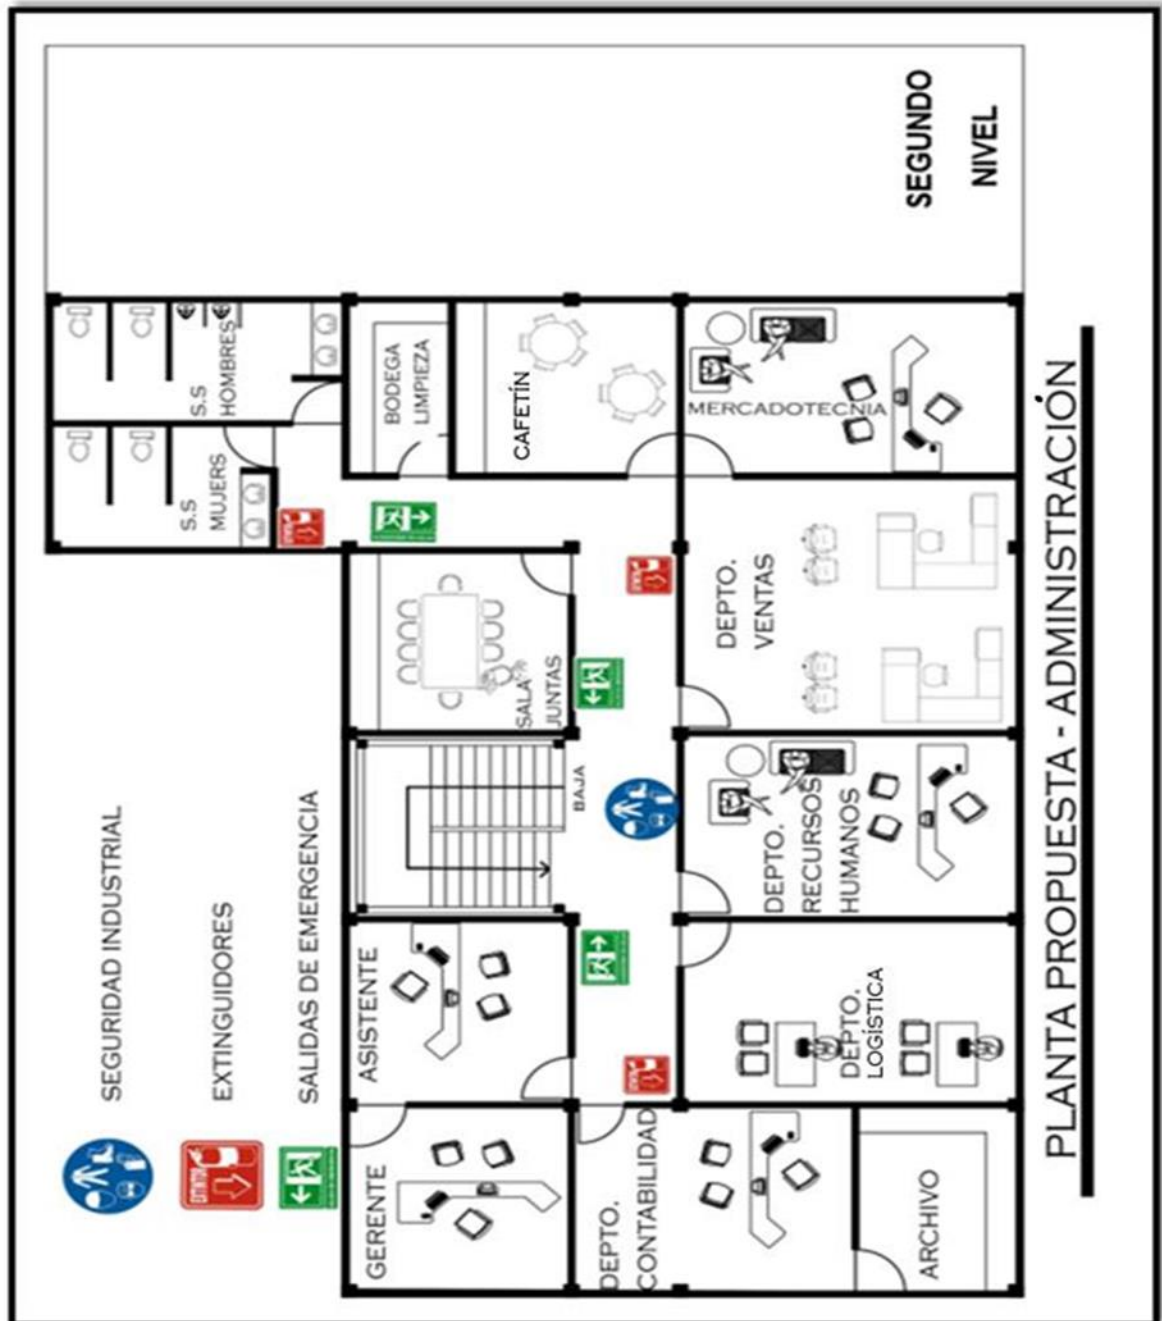 SEGUNDO
NIVEL
S.S
HOMBRES
S.S
MUJERS
BODEGA
LIMPIEZA
CAFETÍN
MERCADOTECNIA
DEPTO.
VENTAS
SALA
JUNTAS
BAJA
DEPTO.
RECURSOS
HUMANOS
ASISTENTE
DEPTO.
LOGÍSTICA
GERENTE
DEPTO.
CONTABILIDAD
ARCHIVO
SEGURIDAD INDUSTRIAL
EXTINGUIDORES
SALIDAS DE EMERGENCIA
PLANTA PROPUESTA - ADMINISTRACIÓN